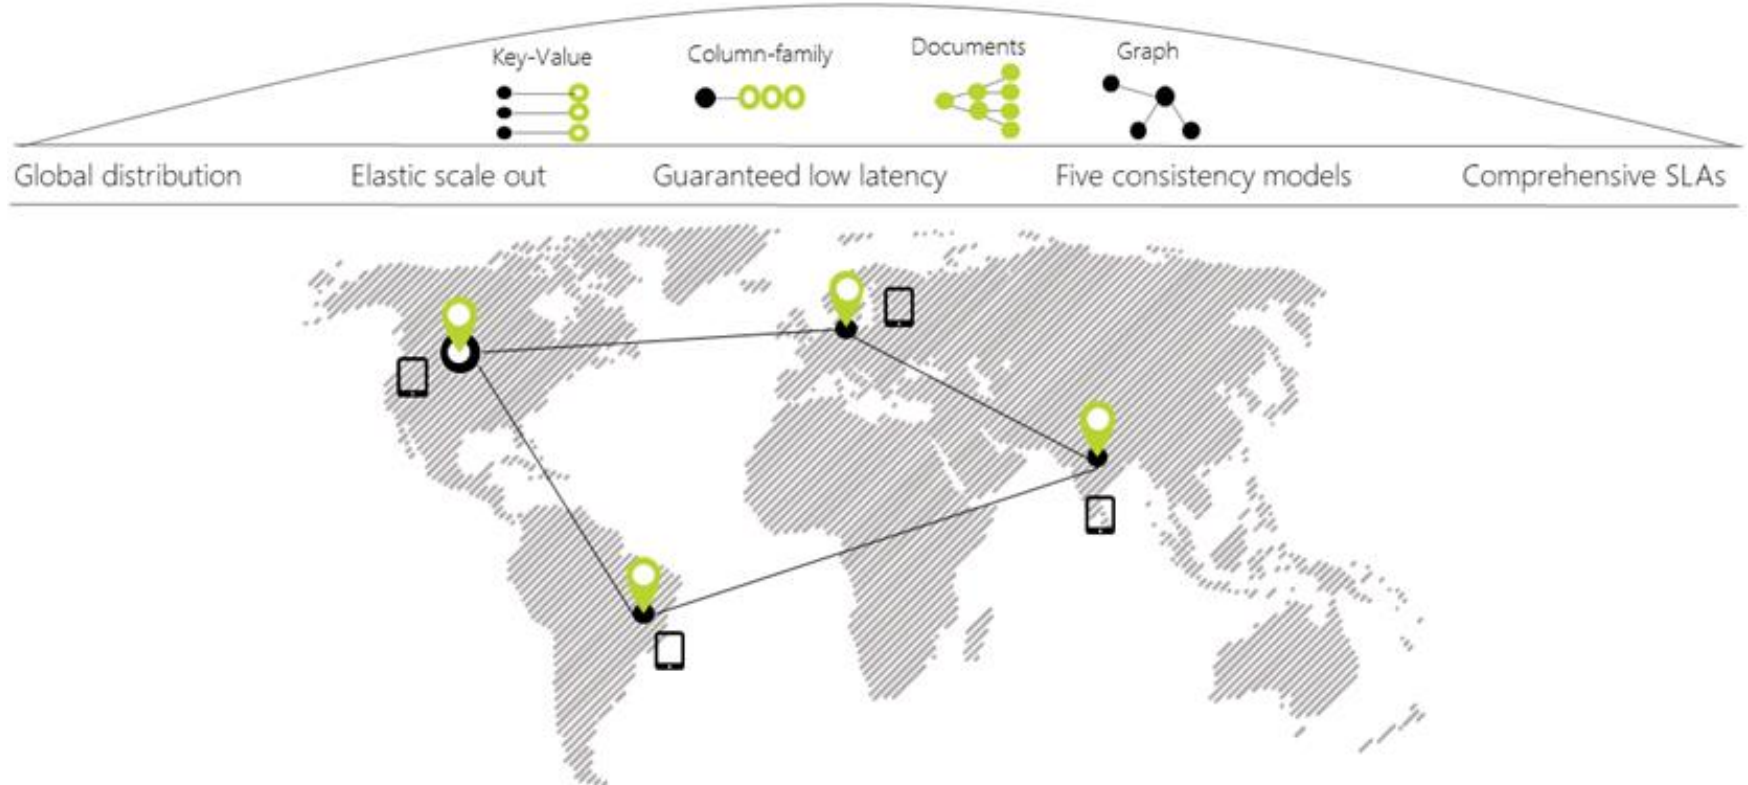 Key-Value
Column-family
Documents
Graph
Global distribution
Elastic scale out
Guaranteed low latency
Five consistency models
Comprehensive SLAs